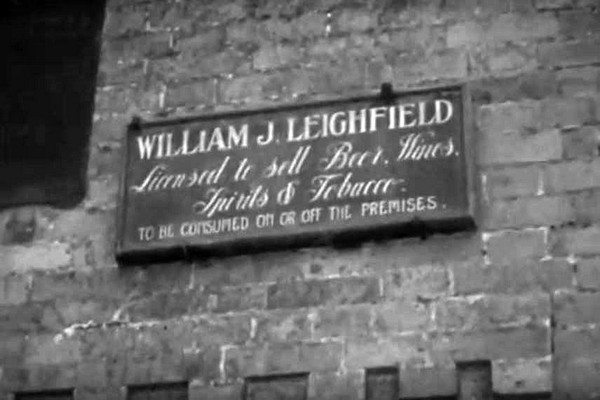 WILLIAM J. LEIGHFIELD
Licensed to sell Beer, Wines,
Spirits & Tobacco.
TO BE CONSUMED ON OR OFF THE PREMISES.